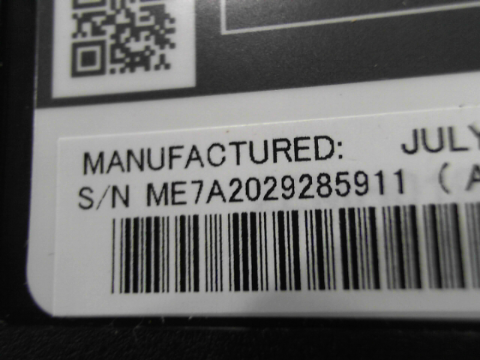 MANUFACTURED: JULY
S/N ME7A2029285911 ( A